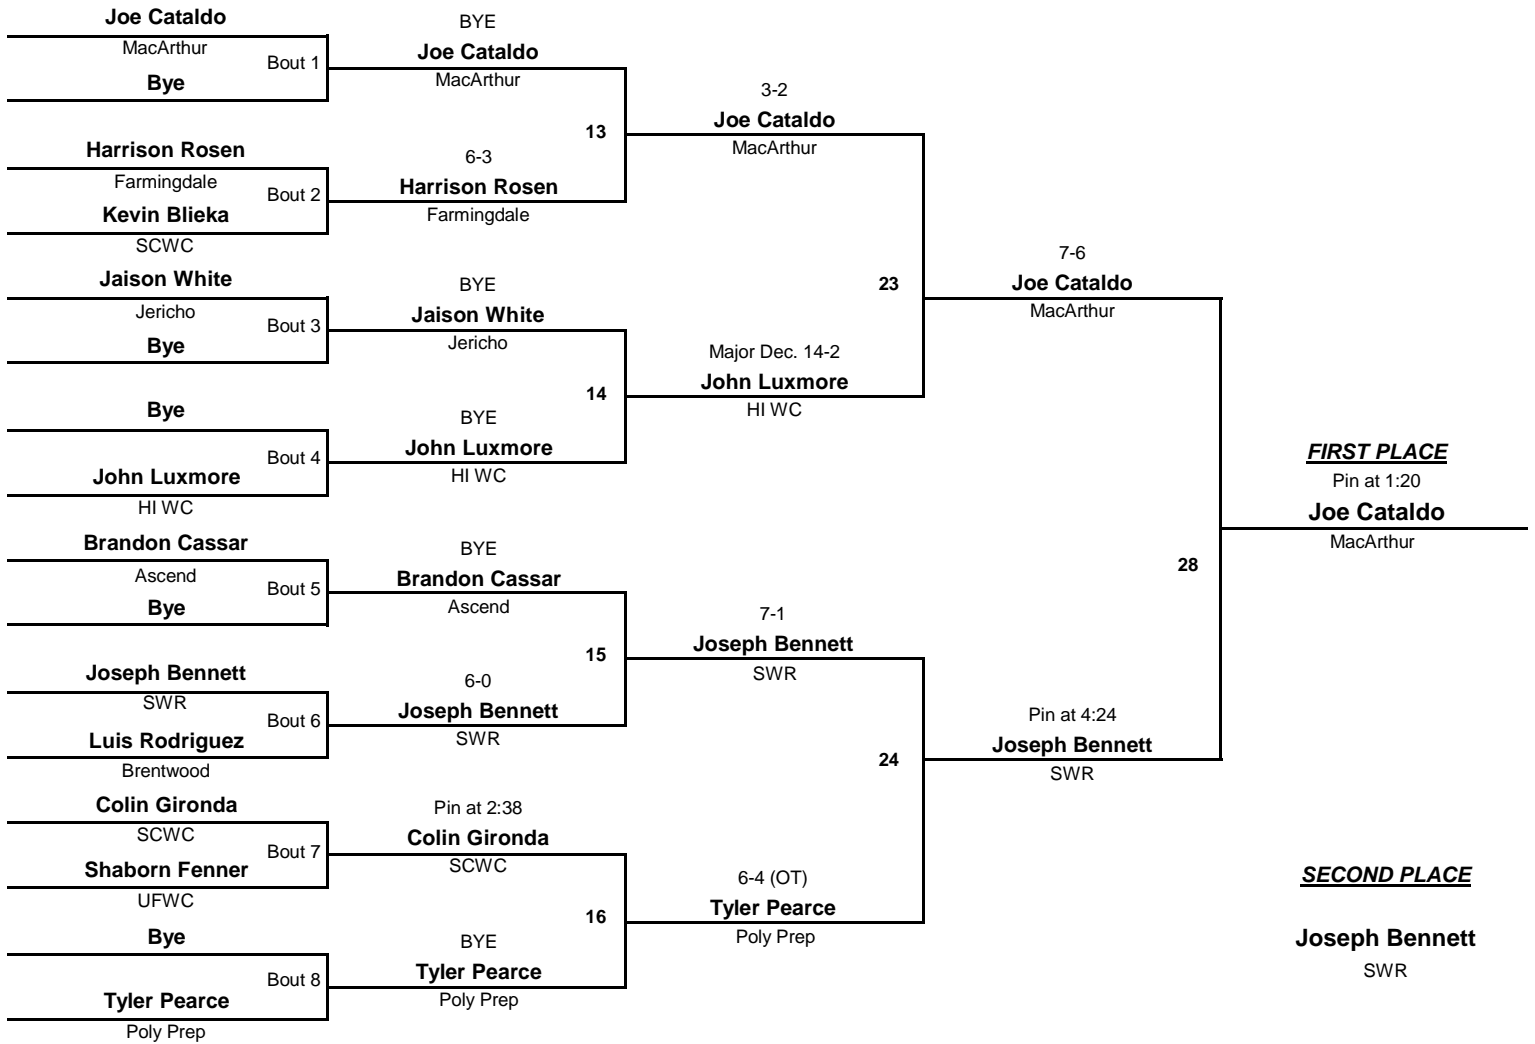 Joe Cataldo
MacArthur
Bout 1
Bye
Harrison Rosen
Farmingdale
Bout 2
Kevin Blieka
SCWC
Jaison White
Jericho
Bout 3
Bye
Bye
Bout 4
John Luxmore
HI WC
Brandon Cassar
Ascend
Bout 5
Bye
Joseph Bennett
SWR
Bout 6
Luis Rodriguez
Brentwood
Colin Gironda
SCWC
Bout 7
Shaborn Fenner
UFWC
Bye
Bout 8
Tyler Pearce
Poly Prep
BYE
Joe Cataldo
MacArthur
13
6-3
Harrison Rosen
Farmingdale
BYE
Jaison White
Jericho
14
BYE
John Luxmore
HI WC
BYE
Brandon Cassar
Ascend
15
6-0
Joseph Bennett
SWR
Pin at 2:38
Colin Gironda
SCWC
16
BYE
Tyler Pearce
Poly Prep
3-2
Joe Cataldo
MacArthur
23
Major Dec. 14-2
John Luxmore
HI WC
7-1
Joseph Bennett
SWR
24
6-4 (OT)
Tyler Pearce
Poly Prep
7-6
Joe Cataldo
MacArthur
28
Pin at 4:24
Joseph Bennett
SWR
FIRST PLACE
Pin at 1:20
Joe Cataldo
MacArthur
SECOND PLACE
Joseph Bennett
SWR